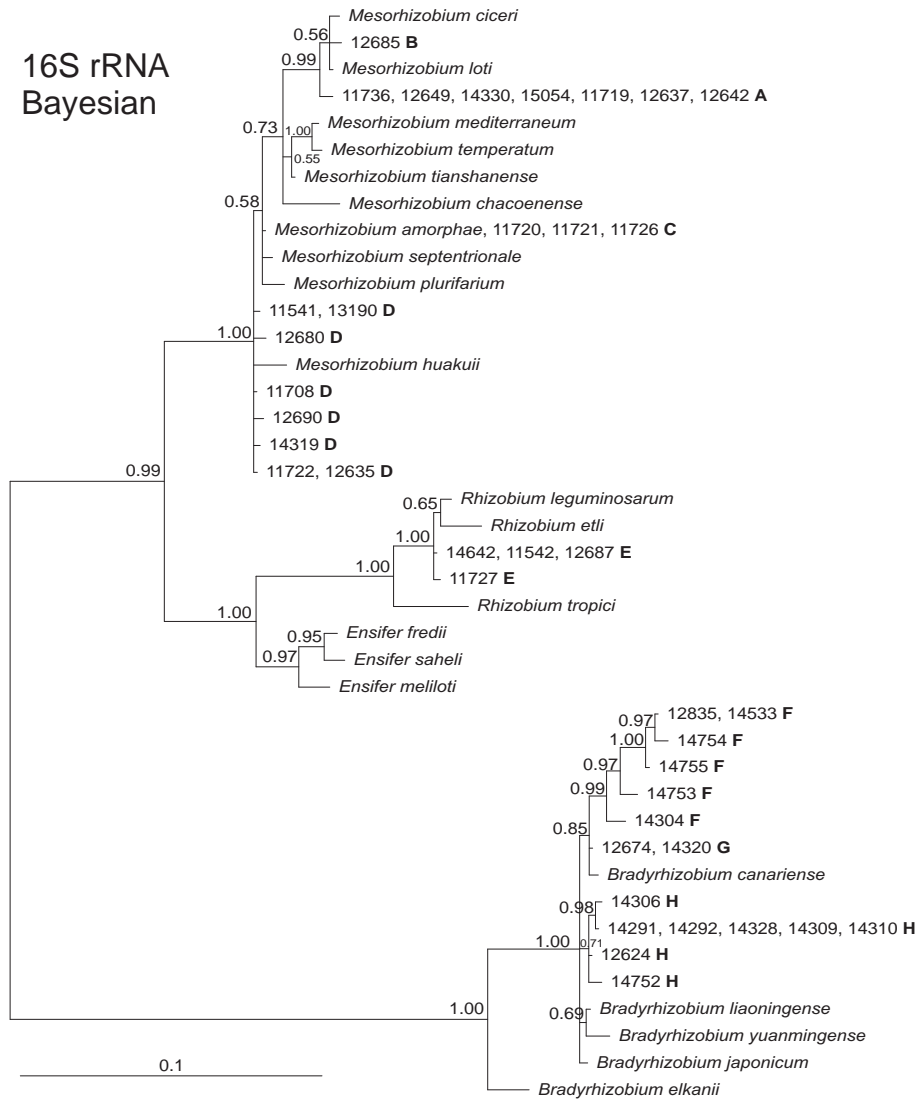 16S rRNA
Bayesian
Mesorhizobium ciceri
0.56
12685 B
0.99
Mesorhizobium loti
11736, 12649, 14330, 15054, 11719, 12637, 12642 A
Mesorhizobium mediterraneum
0.73
1.00
Mesorhizobium temperatum
0.55
Mesorhizobium tianshanense
0.58
Mesorhizobium chacoenense
Mesorhizobium amorphae, 11720, 11721, 11726 C
Mesorhizobium septentrionale
Mesorhizobium plurifarium
11541, 13190 D
1.00
12680 D
Mesorhizobium huakuii
11708 D
12690 D
14319 D
0.99
11722, 12635 D
Rhizobium leguminosarum
0.65
Rhizobium etli
1.00
14642, 11542, 12687 E
1.00
11727 E
1.00
Rhizobium tropici
Ensifer fredii
0.95
Ensifer saheli
0.97
Ensifer meliloti
12835, 14533 F
0.97
14754 F
1.00
14755 F
0.97
14753 F
0.99
14304 F
0.85
12674, 14320 G
Bradyrhizobium canariense
14306 H
0.98
14291, 14292, 14328, 14309, 14310 H
1.00
0.71
12624 H
14752 H
1.00
Bradyrhizobium liaoningense
0.69
Bradyrhizobium yuanmingense
Bradyrhizobium japonicum
0.1
Bradyrhizobium elkanii